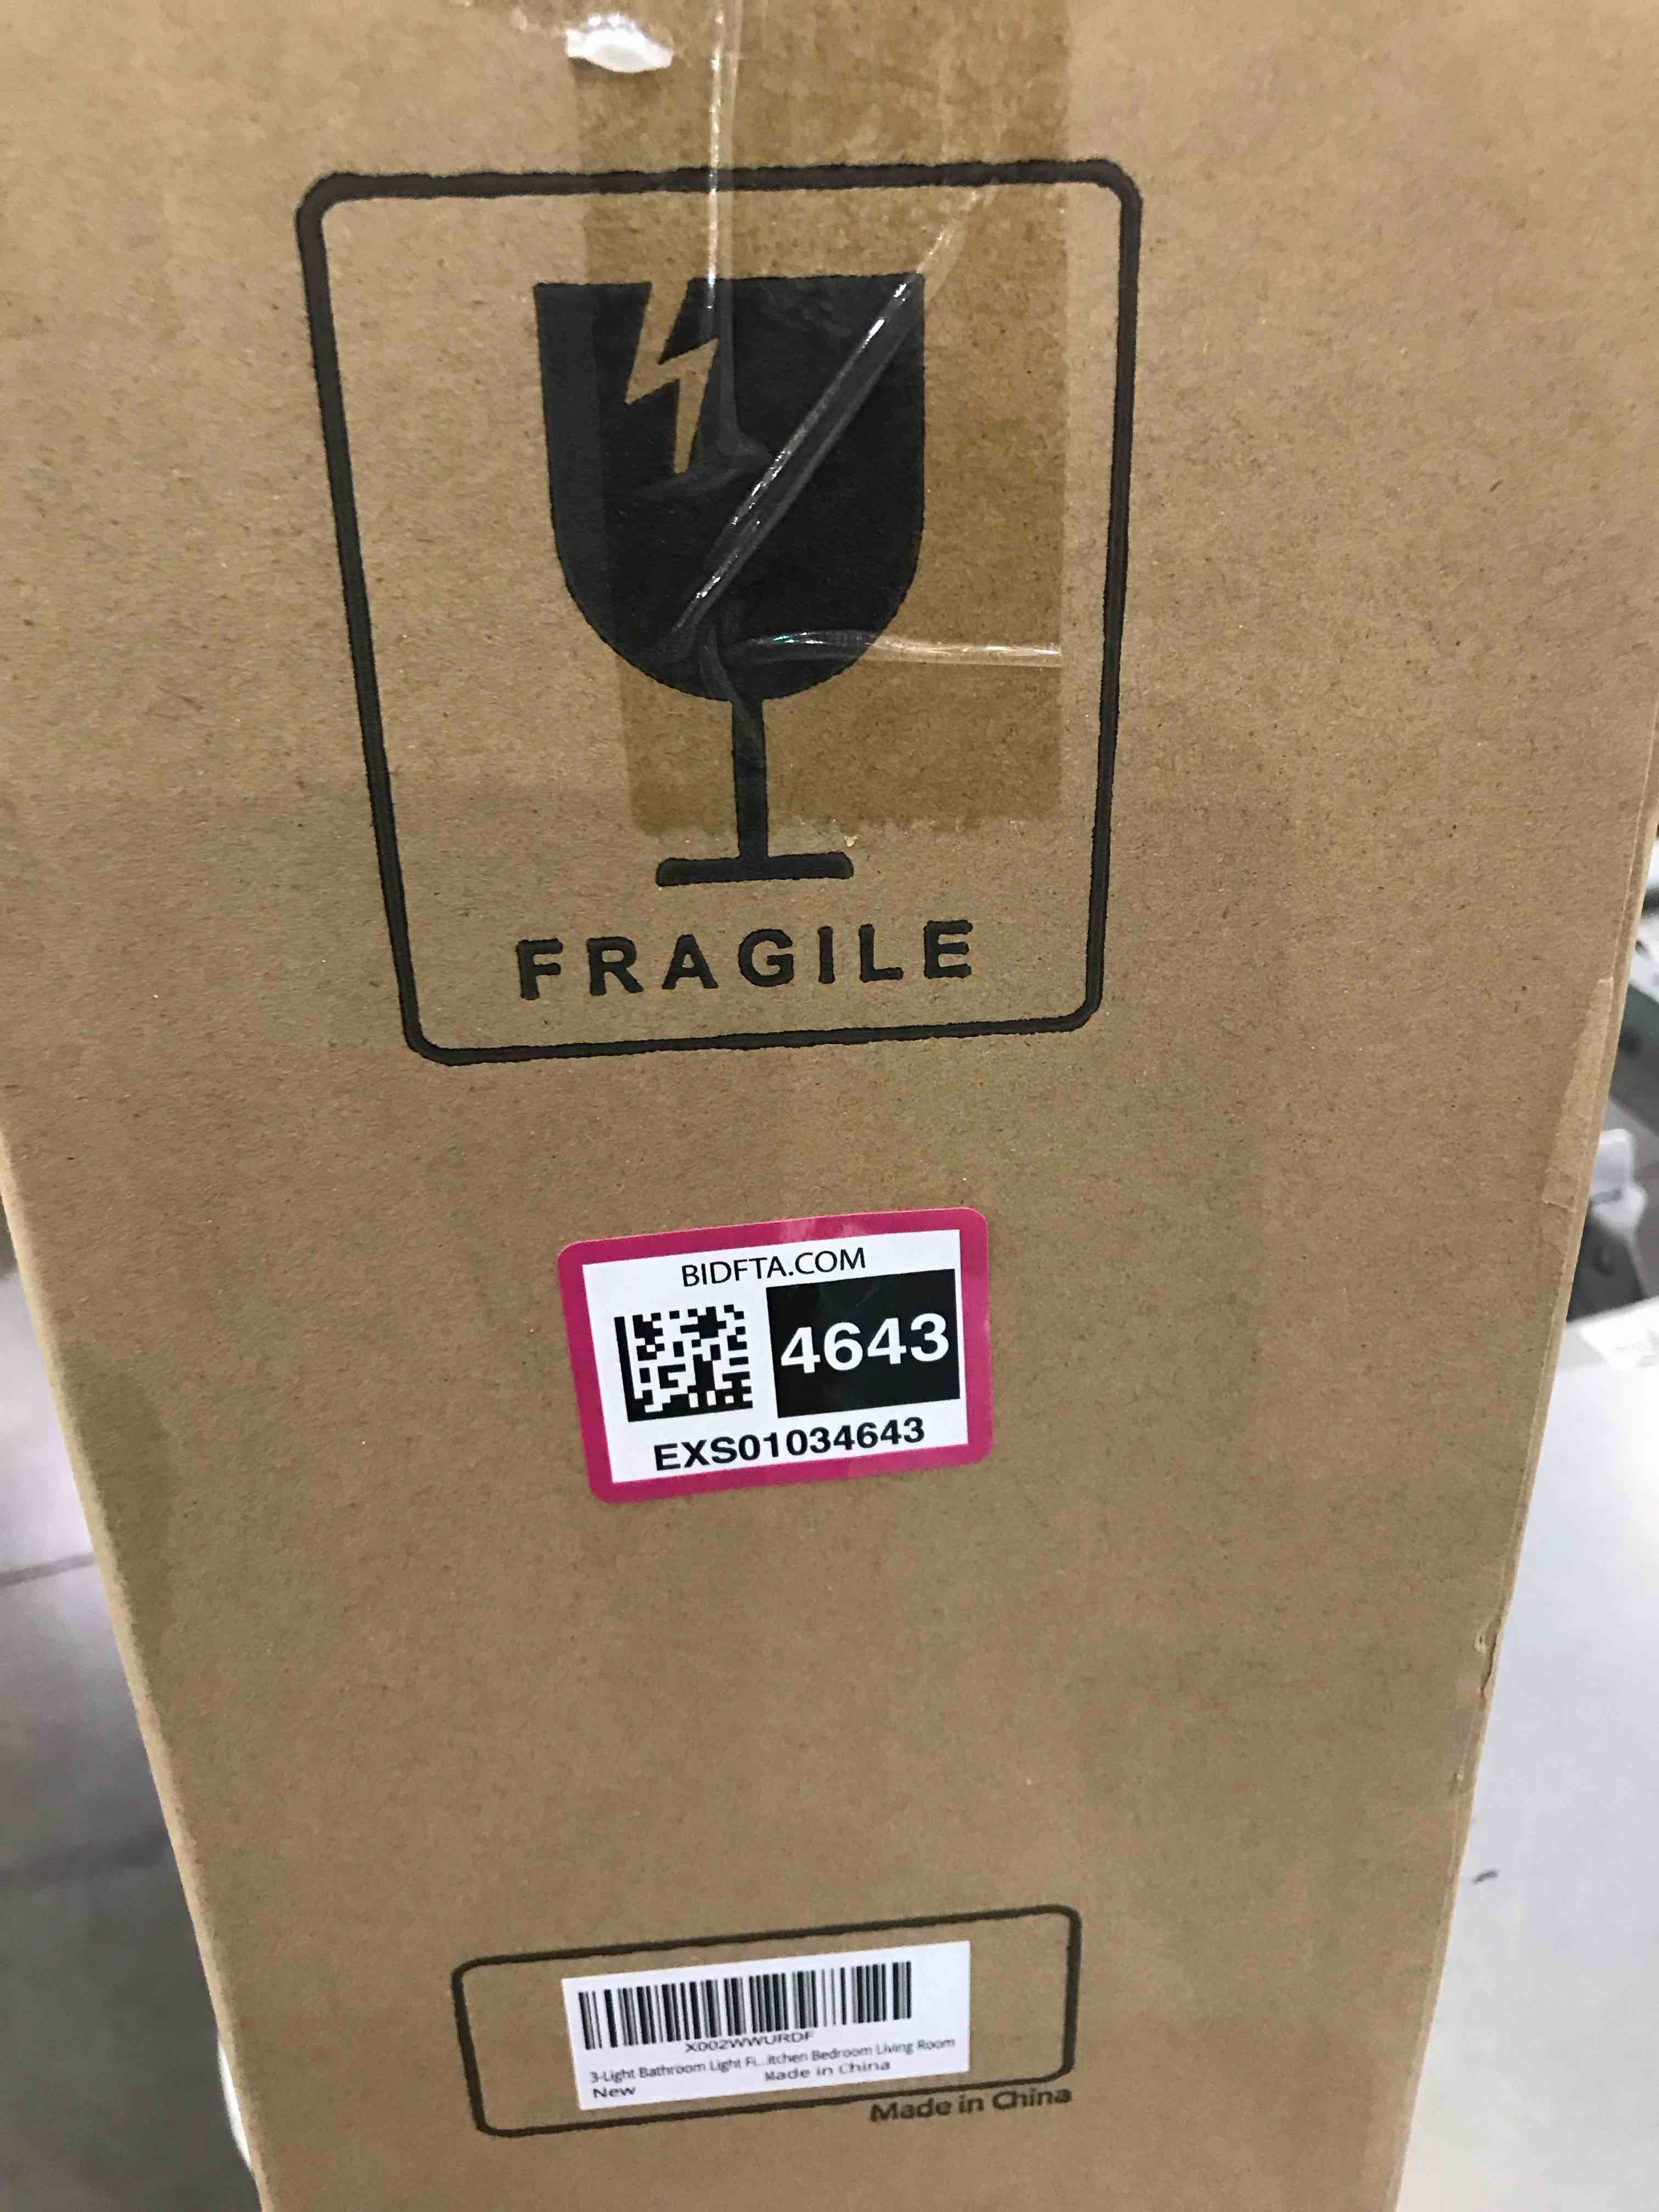 FRAGILE
BIDFTA.COM
4643
EXS01034643
X002WWURDF
3-Light Bathroom Light Fi...itchen Bedroom Living Room
New
Made in China
Made in China